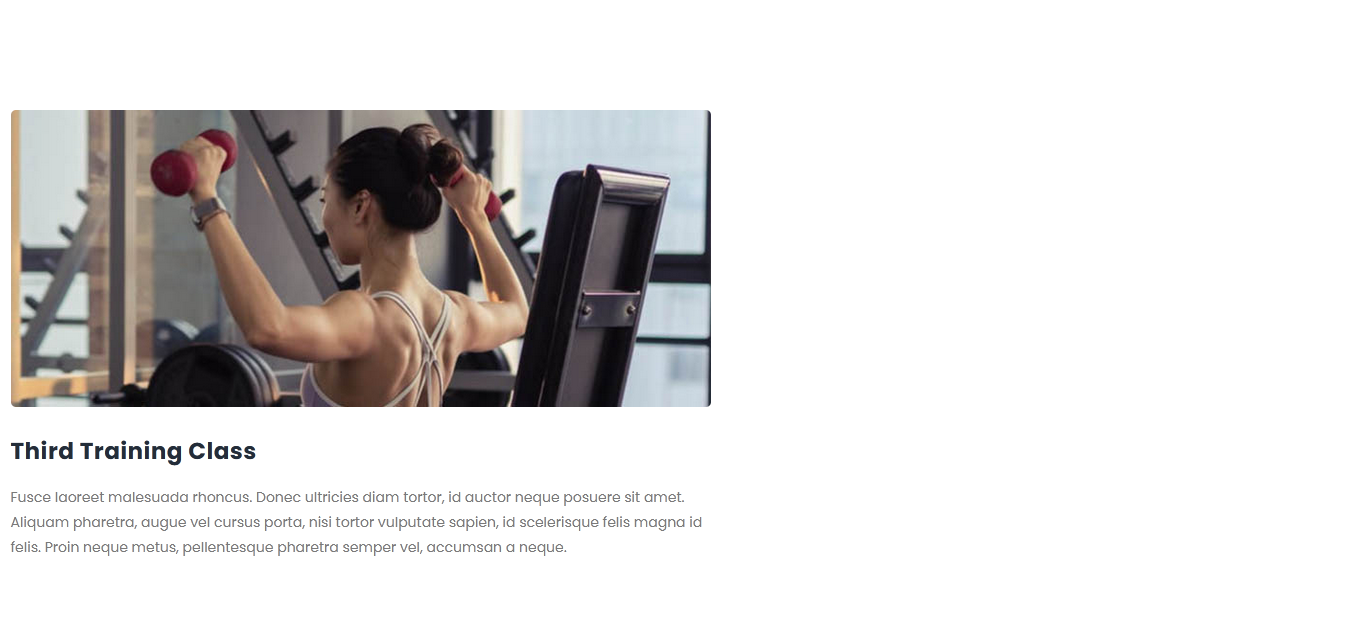 Third Training Class
Fusce laoreet malesuada rhoncus. Donec ultricies diam tortor, id auctor neque posuere sit amet.
Aliquam pharetra, augue vel cursus porta, nisi tortor vulputate sapien, id scelerisque felis magna id
felis. Proin neque metus, pellentesque pharetra semper vel, accumsan a neque.